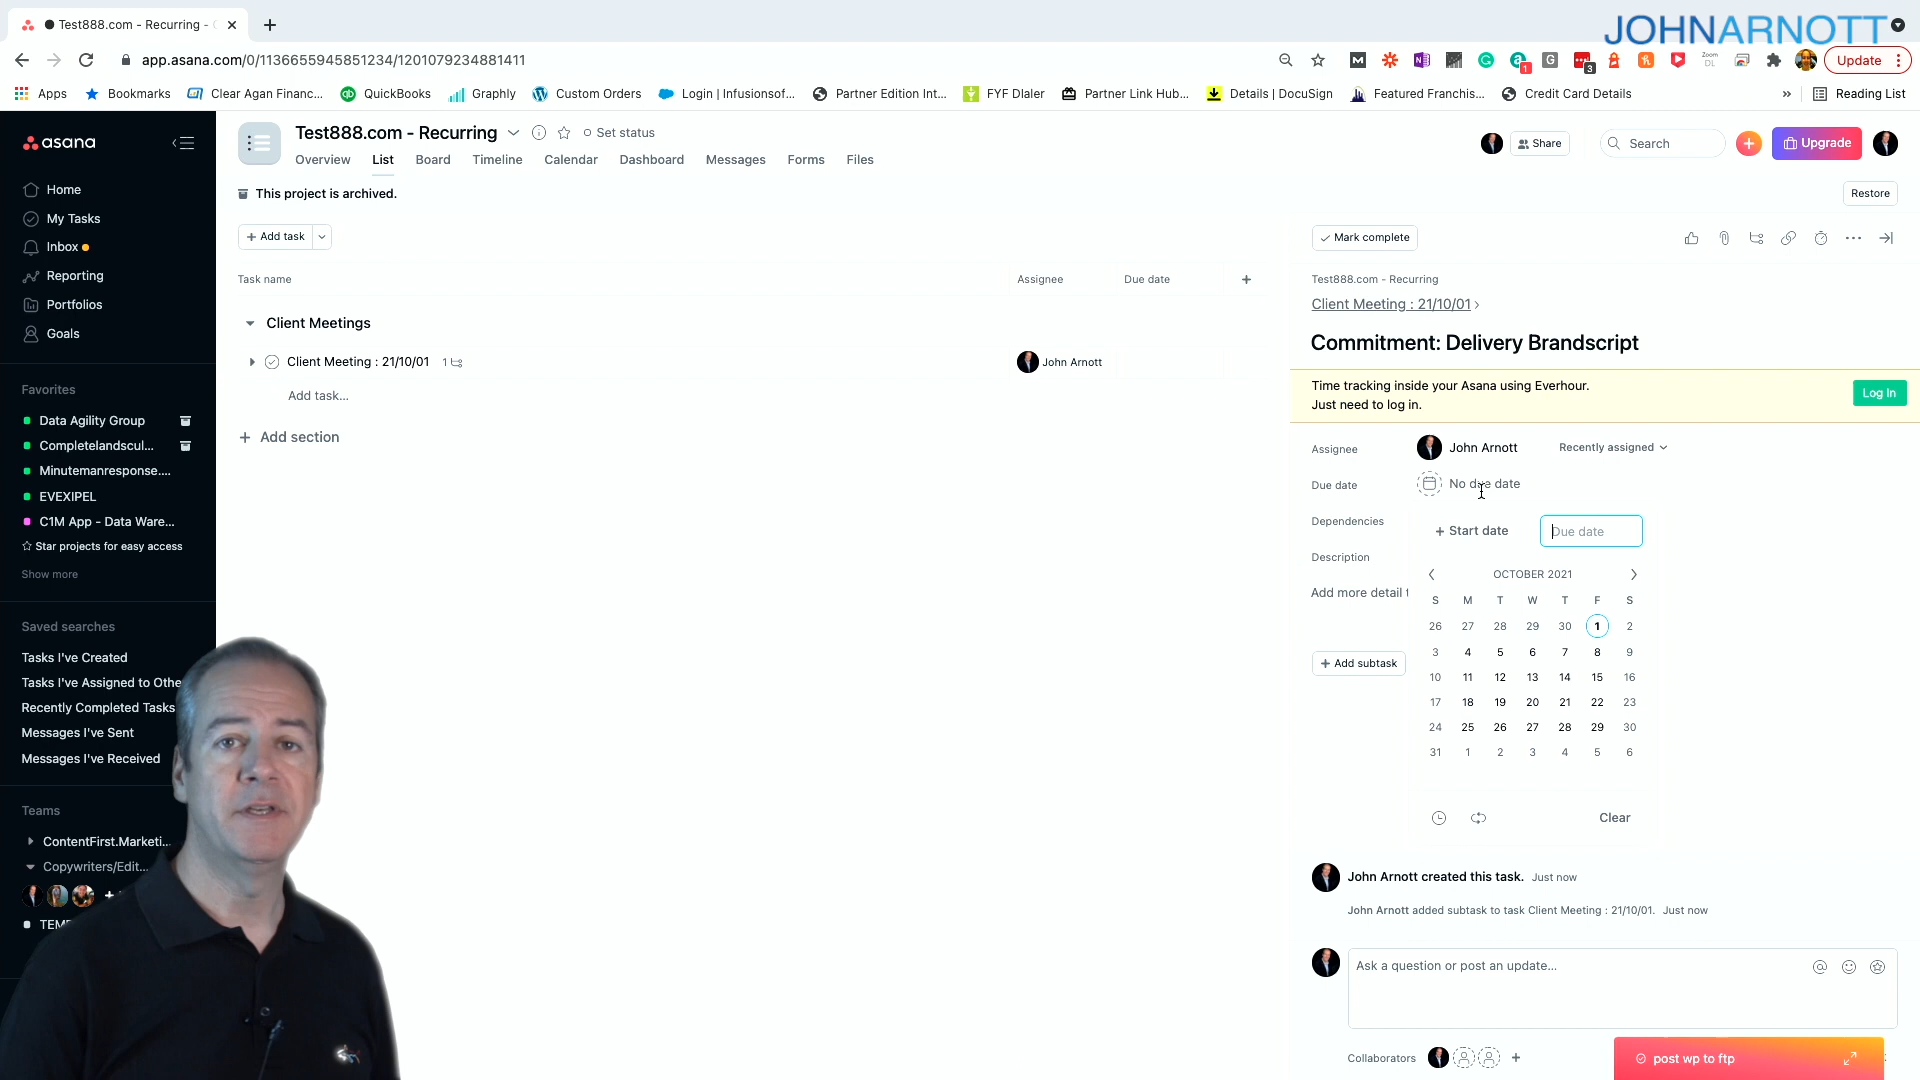 Test888.com - Recurring -
JOHNARNOTT
app.asana.com/0/1136655945851234/1201079234881411
Update
Apps
Bookmarks
Clear Agan Financ...
QuickBooks
Graphly
Custom Orders
Login | Infusionsof...
Partner Edition Int...
FYF DIaler
Partner Link Hub...
Details | DocuSign
Featured Franchis...
Credit Card Details
»
Reading List
asana
Home
My Tasks
Inbox
Reporting
Portfolios
Goals
Favorites
Data Agility Group
Completelandscul...
Minutemanresponse....
EVEXIPEL
C1M App - Data Ware...
Star projects for easy access
Show more
Saved searches
Tasks I've Created
Tasks I've Assigned to Othe
Recently Completed Tasks
Messages I've Sent
Messages I've Received
Teams
ContentFirst.Marketi...
Copywriters/Edit...
Test888.com - Recurring
Set status
Overview
List
Board
Timeline
Calendar
Dashboard
Messages
Forms
Files
Share
Search
Upgrade
This project is archived.
Restore
+ Add task
Task name
Assignee
Due date
+
Client Meetings
Client Meeting : 21/10/01
1
John Arnott
Add task...
+ Add section
Mark complete
Test888.com - Recurring
Client Meeting : 21/10/01 ›
Commitment: Delivery Brandscript
Time tracking inside your Asana using Everhour.
Just need to log in.
Log In
Assignee
John Arnott
Recently assigned
Due date
No due date
Dependencies
+ Start date
Due date
Description
Add more detail t
+ Add subtask
OCTOBER 2021
S M T W T F S
26 27 28 29 30 1 2
3 4 5 6 7 8 9
10 11 12 13 14 15 16
17 18 19 20 21 22 23
24 25 26 27 28 29 30
31 1 2 3 4 5 6
Clear
John Arnott created this task. Just now
John Arnott added subtask to task Client Meeting : 21/10/01. Just now
Ask a question or post an update...
Collaborators
+
post wp to ftp